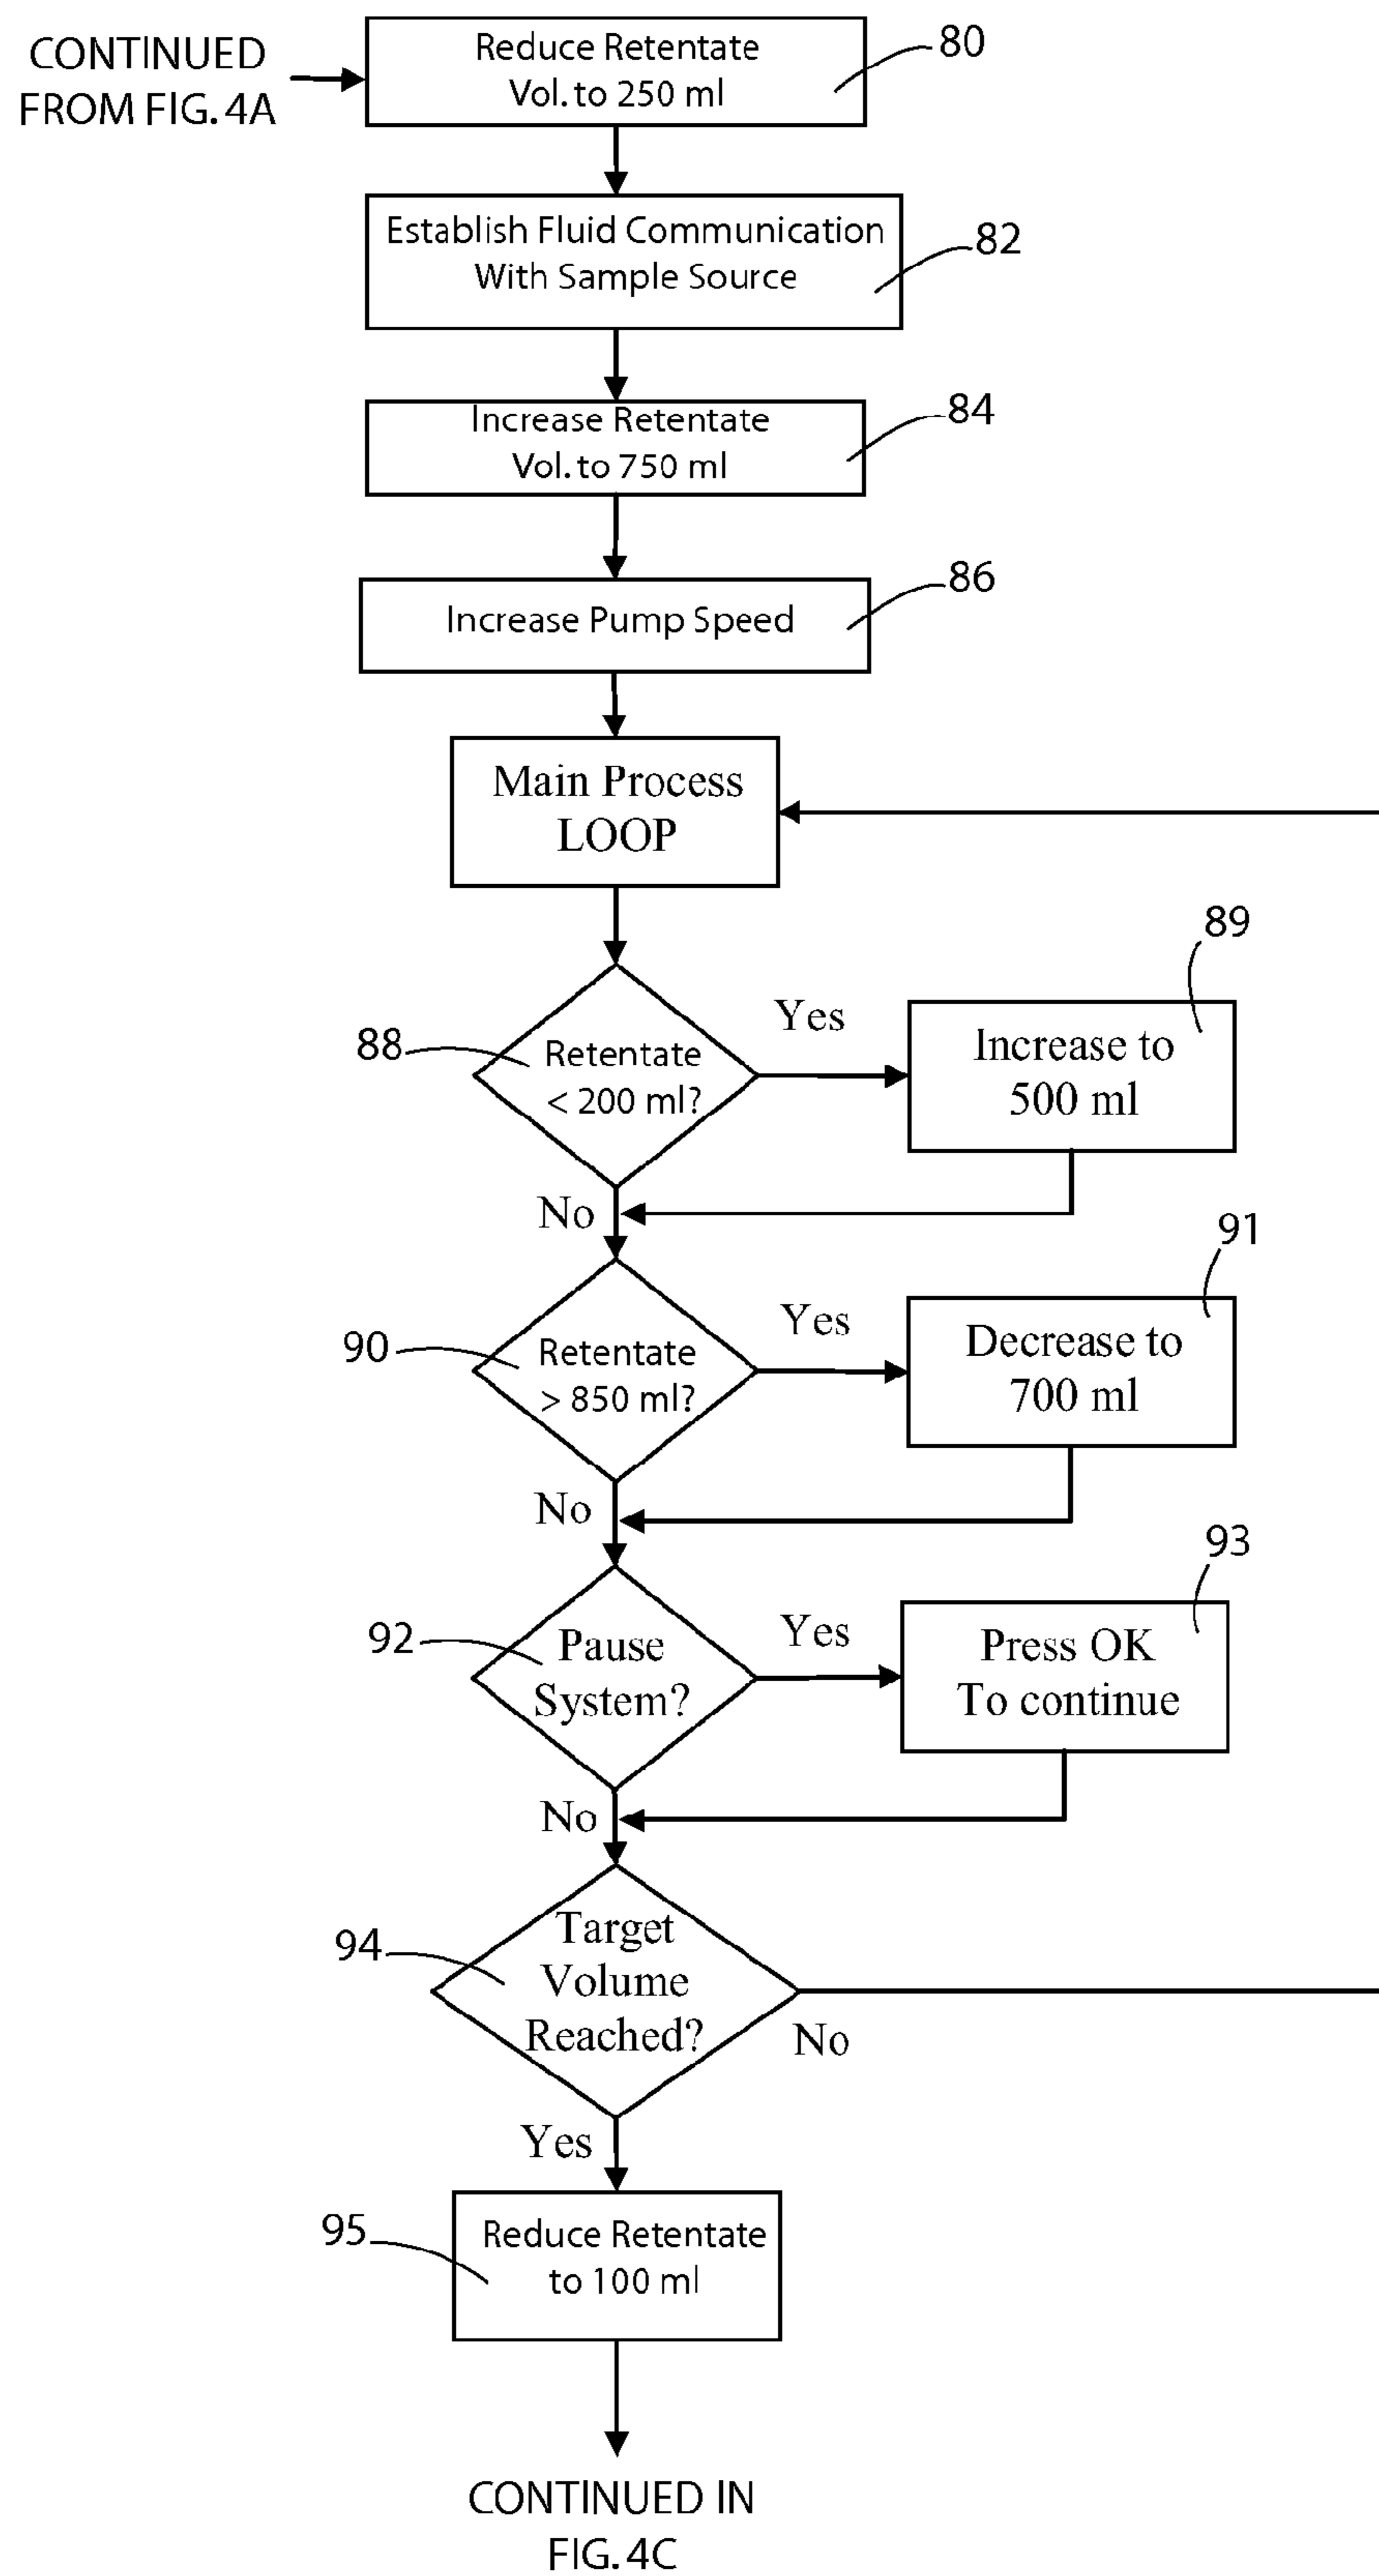 CONTINUED
FROM FIG. 4A
Reduce Retentate
Vol. to 250 ml
80
Establish Fluid Communication
With Sample Source
82
Increase Retentate
Vol. to 750 ml
84
Increase Pump Speed
86
Main Process
LOOP
88
Retentate
< 200 ml?
Yes
Increase to
500 ml
89
No
90
Retentate
> 850 ml?
Yes
Decrease to
700 ml
91
No
92
Pause
System?
Yes
Press OK
To continue
93
No
94
Target
Volume
Reached?
No
Yes
95
Reduce Retentate
to 100 ml
CONTINUED IN
FIG. 4C